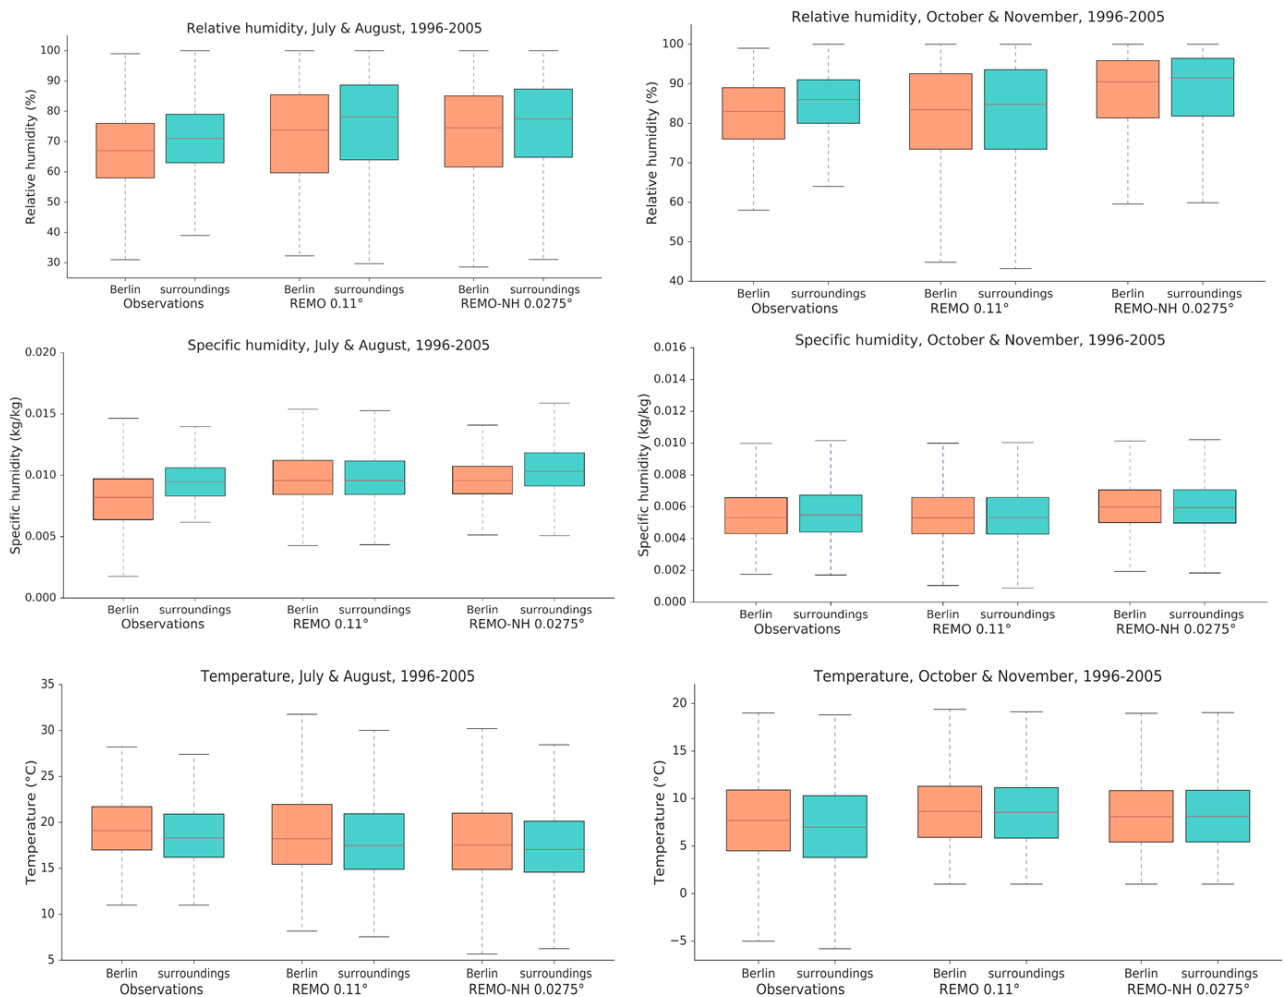 Relative humidity, July & August, 1996-2005
Relative humidity (%)
100
90
80
70
60
50
40
30
Berlin surroundings Berlin surroundings Berlin surroundings
Observations REMO 0.11° REMO-NH 0.0275°
Relative humidity, October & November, 1996-2005
Relative humidity (%)
100
90
80
70
60
50
40
Berlin surroundings Berlin surroundings Berlin surroundings
Observations REMO 0.11° REMO-NH 0.0275°
Specific humidity, July & August, 1996-2005
Specific humidity (kg/kg)
0.020
0.015
0.010
0.005
0.000
Berlin surroundings Berlin surroundings Berlin surroundings
Observations REMO 0.11° REMO-NH 0.0275°
Specific humidity, October & November, 1996-2005
Specific humidity (kg/kg)
0.016
0.014
0.012
0.010
0.008
0.006
0.004
0.002
0.000
Berlin surroundings Berlin surroundings Berlin surroundings
Observations REMO 0.11° REMO-NH 0.0275°
Temperature, July & August, 1996-2005
Temperature (°C)
35
30
25
20
15
10
5
Berlin surroundings Berlin surroundings Berlin surroundings
Observations REMO 0.11° REMO-NH 0.0275°
Temperature, October & November, 1996-2005
Temperature (°C)
20
15
10
5
0
−5
Berlin surroundings Berlin surroundings Berlin surroundings
Observations REMO 0.11° REMO-NH 0.0275°